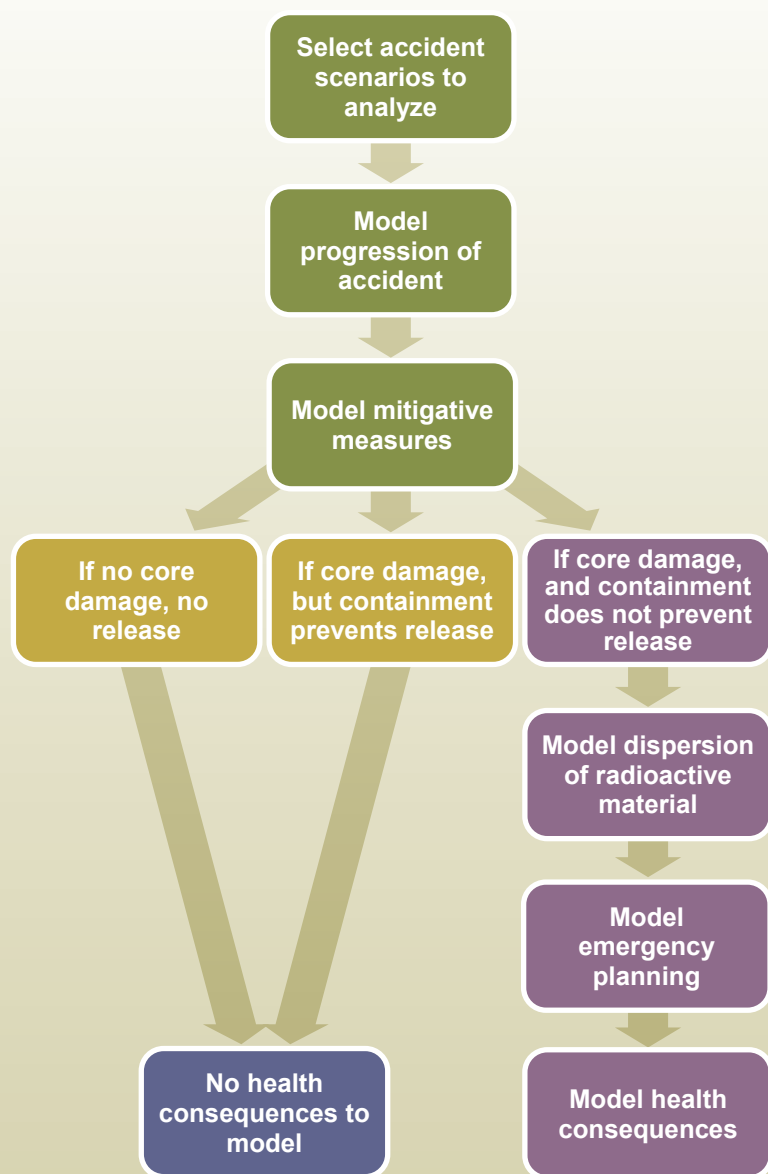 Select accident
scenarios to
analyze
Model
progression of
accident
Model mitigative
measures
If no core
damage, no
release
If core damage,
but containment
prevents release
If core damage,
and containment
does not prevent
release
Model dispersion
of radioactive
material
Model
emergency
planning
No health
consequences to
model
Model health
consequences